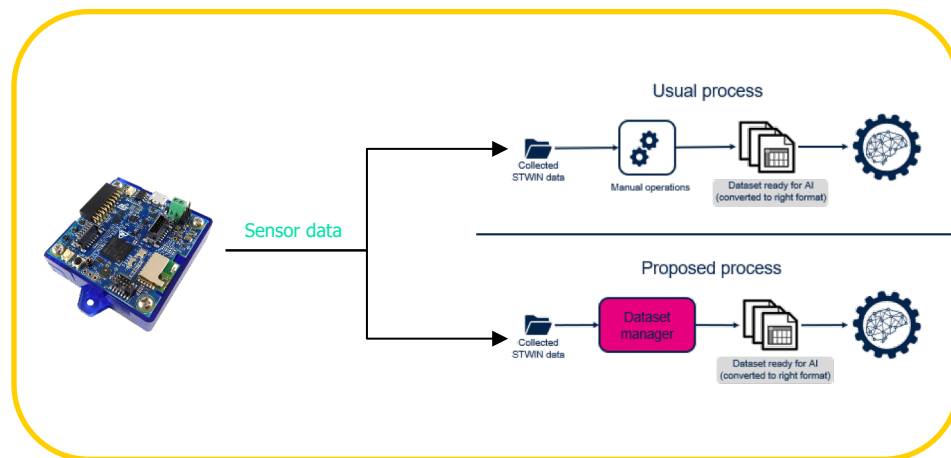 Usual process
Collected
STWIN data
Manual operations
Dataset ready for AI
(converted to right format)
Sensor data
Proposed process
Dataset
manager
Collected
STWIN data
Dataset ready for AI
(converted to right format)